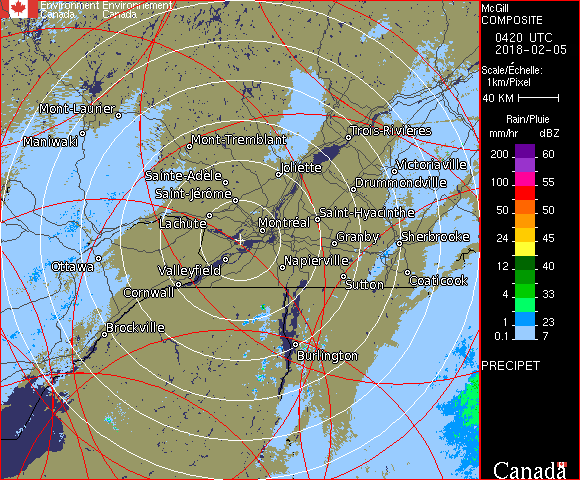 Environment Environnement
Canada Canada
McGill
COMPOSITE
0420 UTC
2018-02-05
Scale/Échelle:
1km/Pixel
40 KM
Rain/Pluie
mm/hr dBZ
200 60
100 55
50 50
24 45
12 40
4 33
1 23
0.1 7
PRECIPET
Canada
Mont-Laurier
Maniwaki
Mont-Tremblant
Trois-Rivières
Joliette
Victoriaville
Sainte-Adèle
Drummondville
Saint-Jérôme
Lachute
Saint-Hyacinthe
Montréal
Granby
Sherbrooke
Ottawa
Valleyfield
Napierville
Cornwall
Sutton
Coaticook
Brockville
Burlington